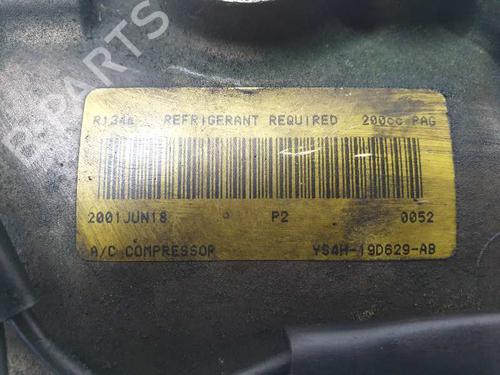 B-PARTS
R134a REFRIGERANT REQUIRED 200cc PAG
2001JUN18 P2 0052
A/C COMPRESSOR YS4H-19D629-AB